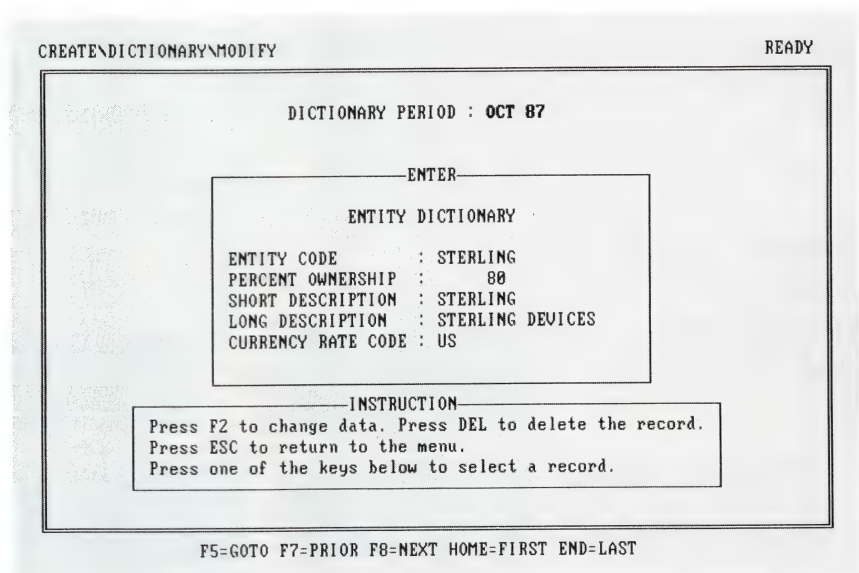 CREATE\DICTIONARY\MODIFY READY
DICTIONARY PERIOD : OCT 87
ENTER
ENTITY DICTIONARY
ENTITY CODE : STERLING
PERCENT OWNERSHIP : 80
SHORT DESCRIPTION : STERLING
LONG DESCRIPTION : STERLING DEVICES
CURRENCY RATE CODE : US
INSTRUCTION
Press F2 to change data. Press DEL to delete the record.
Press ESC to return to the menu.
Press one of the keys below to select a record.
F5=GOTO F7=PRIOR F8=NEXT HOME=FIRST END=LAST